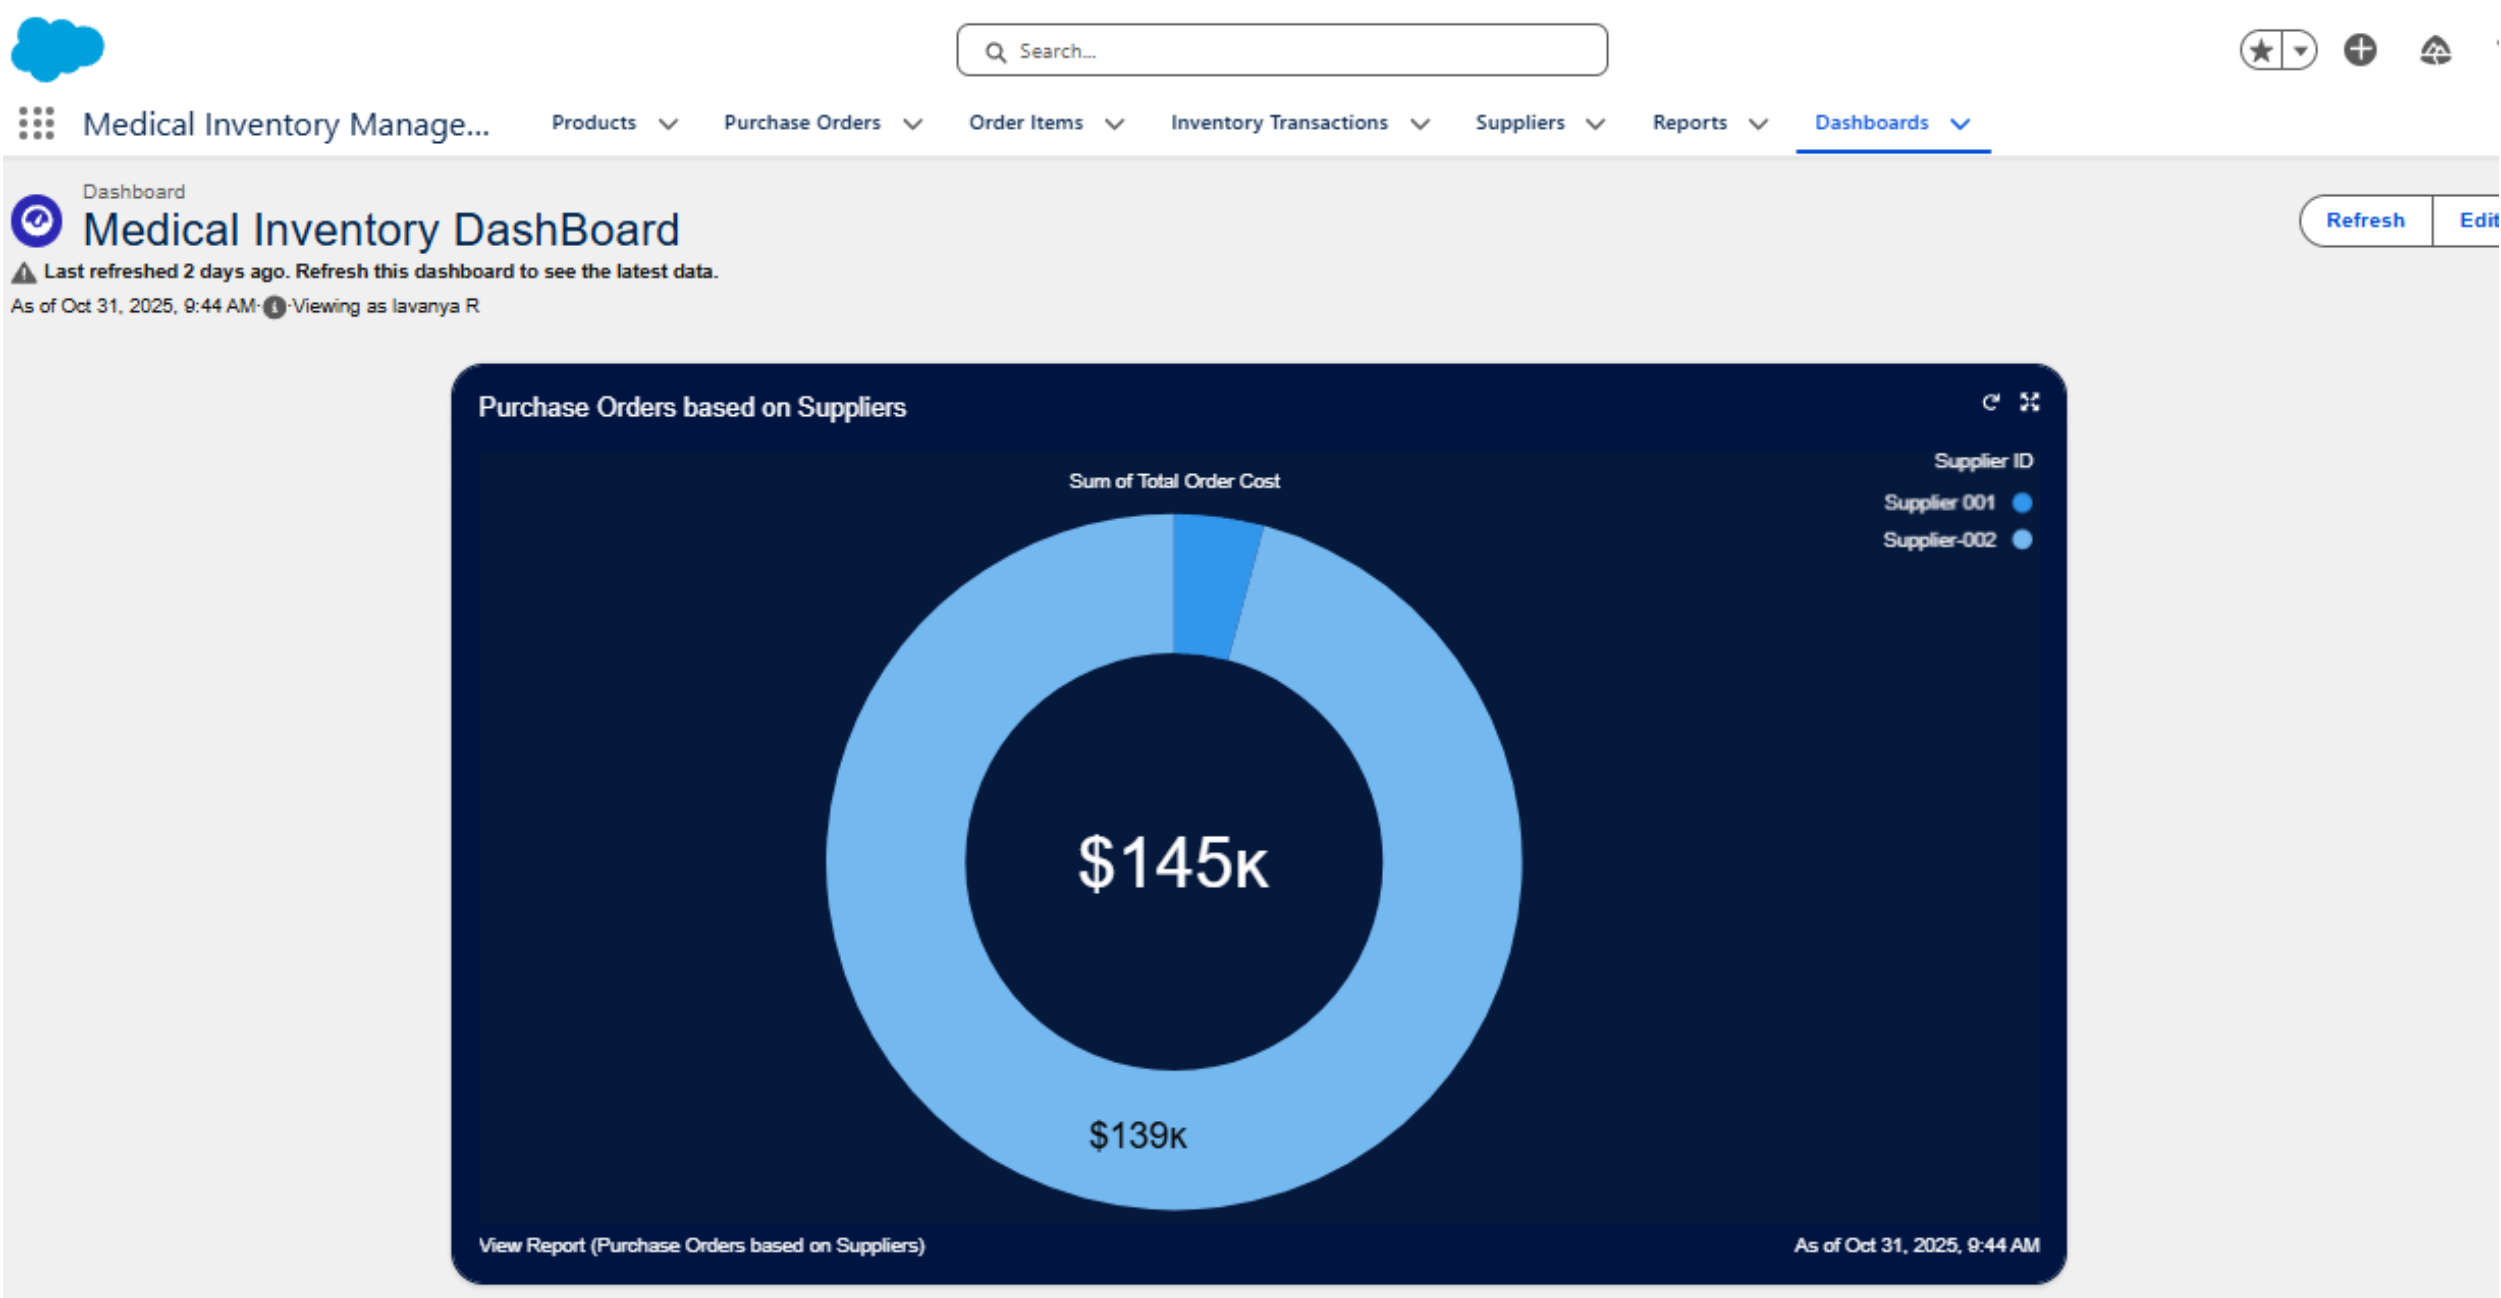 Search...
Medical Inventory Manage...
Products
Purchase Orders
Order Items
Inventory Transactions
Suppliers
Reports
Dashboards
Dashboard
Medical Inventory DashBoard
Refresh
Edit
Last refreshed 2 days ago. Refresh this dashboard to see the latest data.
As of Oct 31, 2025, 9:44 AM·Viewing as lavanya R
Purchase Orders based on Suppliers
Sum of Total Order Cost
Supplier ID
Supplier 001
Supplier-002
$145K
$139K
View Report (Purchase Orders based on Suppliers)
As of Oct 31, 2025, 9:44 AM